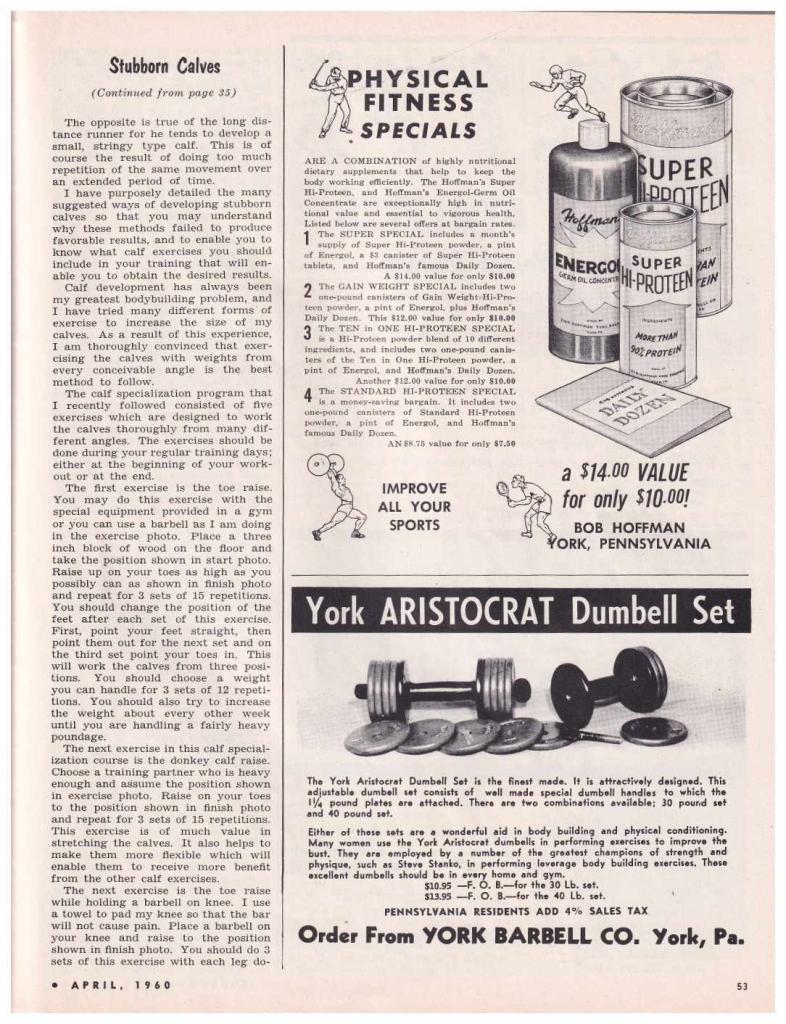 Stubborn Calves
(Continued from page 35)
The opposite is true of the long dis-
tance runner for he tends to develop a
small, stringy type calf. This is of
course the result of doing too much
repetition of the same movement over
an extended period of time.
I have purposely detailed the many
suggested ways of developing stubborn
calves so that you may understand
why these methods failed to produce
favorable results, and to enable you to
know what calf exercises you should
include in your training that will en-
able you to obtain the desired results.
Calf development has always been
my greatest bodybuilding problem, and
I have tried many different forms of
exercise to increase the size of my
calves. As a result of this experience,
I am thoroughly convinced that exer-
cising the calves with weights from
every conceivable angle is the best
method to follow.
The calf specialization program that
I recently followed consisted of five
exercises which are designed to work
the calves thoroughly from many dif-
ferent angles. The exercises should be
done during your regular training days;
either at the beginning of your work-
out or at the end.
The first exercise is the toe raise.
You may do this exercise with the
special equipment provided in a gym
or you can use a barbell as I am doing
in the exercise photo. Place a three
inch block of wood on the floor and
take the position shown in start photo.
Raise up on your toes as high as you
possibly can as shown in finish photo
and repeat for 3 sets of 15 repetitions.
You should change the position of the
feet after each set of this exercise.
First, point your feet straight, then
point them out for the next set and on
the third set point your toes in. This
will work the calves from three posi-
tions. You should choose a weight
you can handle for 3 sets of 12 repeti-
tions. You should also try to increase
the weight about every other week
until you are handling a fairly heavy
poundage.
The next exercise in this calf special-
ization course is the donkey calf raise.
Choose a training partner who is heavy
enough and assume the position shown
in exercise photo. Raise on your toes
to the position shown in finish photo
and repeat for 3 sets of 15 repetitions.
This exercise is of much value in
stretching the calves. It also helps to
make them more flexible which will
enable them to receive more benefit
from the other calf exercises.
The next exercise is the toe raise
while holding a barbell on knee. I use
a towel to pad my knee so that the bar
will not cause pain. Place a barbell on
your knee and raise to the position
shown in finish photo. You should do 3
sets of this exercise with each leg do-
PHYSICAL
FITNESS
SPECIALS
ARE A COMBINATION of highly nutritional
dietary supplements that help to keep the
body working efficiently. The Hoffman's Super
Hi-Proteen, and Hoffman's Energol-Germ Oil
Concentrate are exceptionally high in nutri-
tional value and essential to vigorous health.
Listed below are several offers at bargain rates.
1 The SUPER SPECIAL includes a month's
supply of Super Hi-Proteen powder, a pint
of Energol, a $3 canister of Super Hi-Proteen
tablets, and Hoffman's famous Daily Dozen.
A $14.00 value for only $10.00
2 The GAIN WEIGHT SPECIAL includes two
one-pound canisters of Gain Weight-Hi-Pro-
teen powder, a pint of Energol, plus Hoffman's
Daily Dozen. This $12.00 value for only $10.00
3 The TEN in ONE HI-PROTEEN SPECIAL
is a Hi-Proteen powder blend of 10 different
ingredients, and includes two one-pound canis-
ters of the Ten in One Hi-Proteen powder, a
pint of Energol, and Hoffman's Daily Dozen.
Another $12.00 value for only $10.00
4 The STANDARD HI-PROTEEN SPECIAL
is a money-saving bargain. It includes two
one-pound canisters of Standard Hi-Proteen
powder, a pint of Energol, and Hoffman's
famous Daily Dozen.
AN $8.75 value for only $7.50
IMPROVE
ALL YOUR
SPORTS
SUPER
HI-PROTEEN
Hoffman
ENERGOL
GERM OIL CONCENTRATE
SUPER
HI-PROTEEN
INGREDIENTS
MORE THAN
90% PROTEIN
DAILY
DOZEN
a $14.00 VALUE
for only $10.00!
BOB HOFFMAN
YORK, PENNSYLVANIA
York ARISTOCRAT Dumbell Set
The York Aristocrat Dumbell Set is the finest made. It is attractively designed. This
adjustable dumbell set consists of well made special dumbell handles to which the
1¼ pound plates are attached. There are two combinations available; 30 pound set
and 40 pound set.
Either of these sets are a wonderful aid in body building and physical conditioning.
Many women use the York Aristocrat dumbells in performing exercises to improve the
bust. They are employed by a number of the greatest champions of strength and
physique, such as Steve Stanko, in performing leverage body building exercises. These
excellent dumbells should be in every home and gym.
$10.95 —F. O. B.—for the 30 Lb. set.
$13.95 —F. O. B.—for the 40 Lb. set.
PENNSYLVANIA RESIDENTS ADD 4% SALES TAX
Order From YORK BARBELL CO. York, Pa.
• APRIL, 1960
53